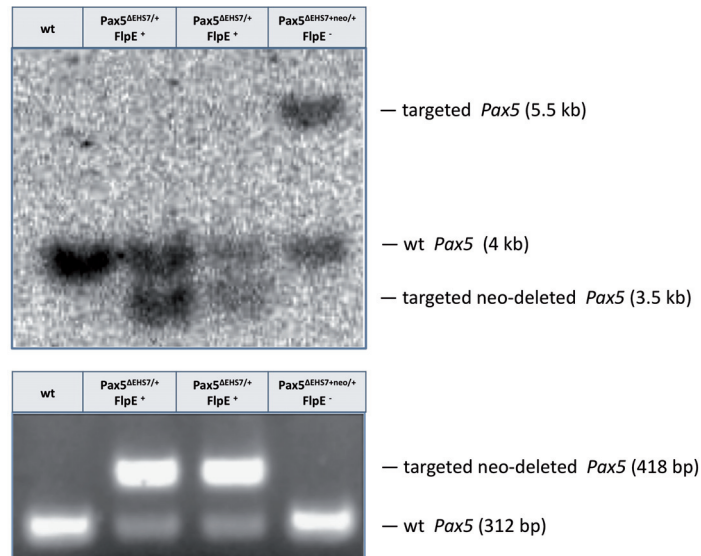 wt
Pax5ΔEHS7/+
FlpE +
Pax5ΔEHS7/+
FlpE +
Pax5ΔEHS7+neo/+
FlpE -
— targeted Pax5 (5.5 kb)
— wt Pax5 (4 kb)
— targeted neo-deleted Pax5 (3.5 kb)
wt
Pax5ΔEHS7/+
FlpE +
Pax5ΔEHS7/+
FlpE +
Pax5ΔEHS7+neo/+
FlpE -
— targeted neo-deleted Pax5 (418 bp)
— wt Pax5 (312 bp)